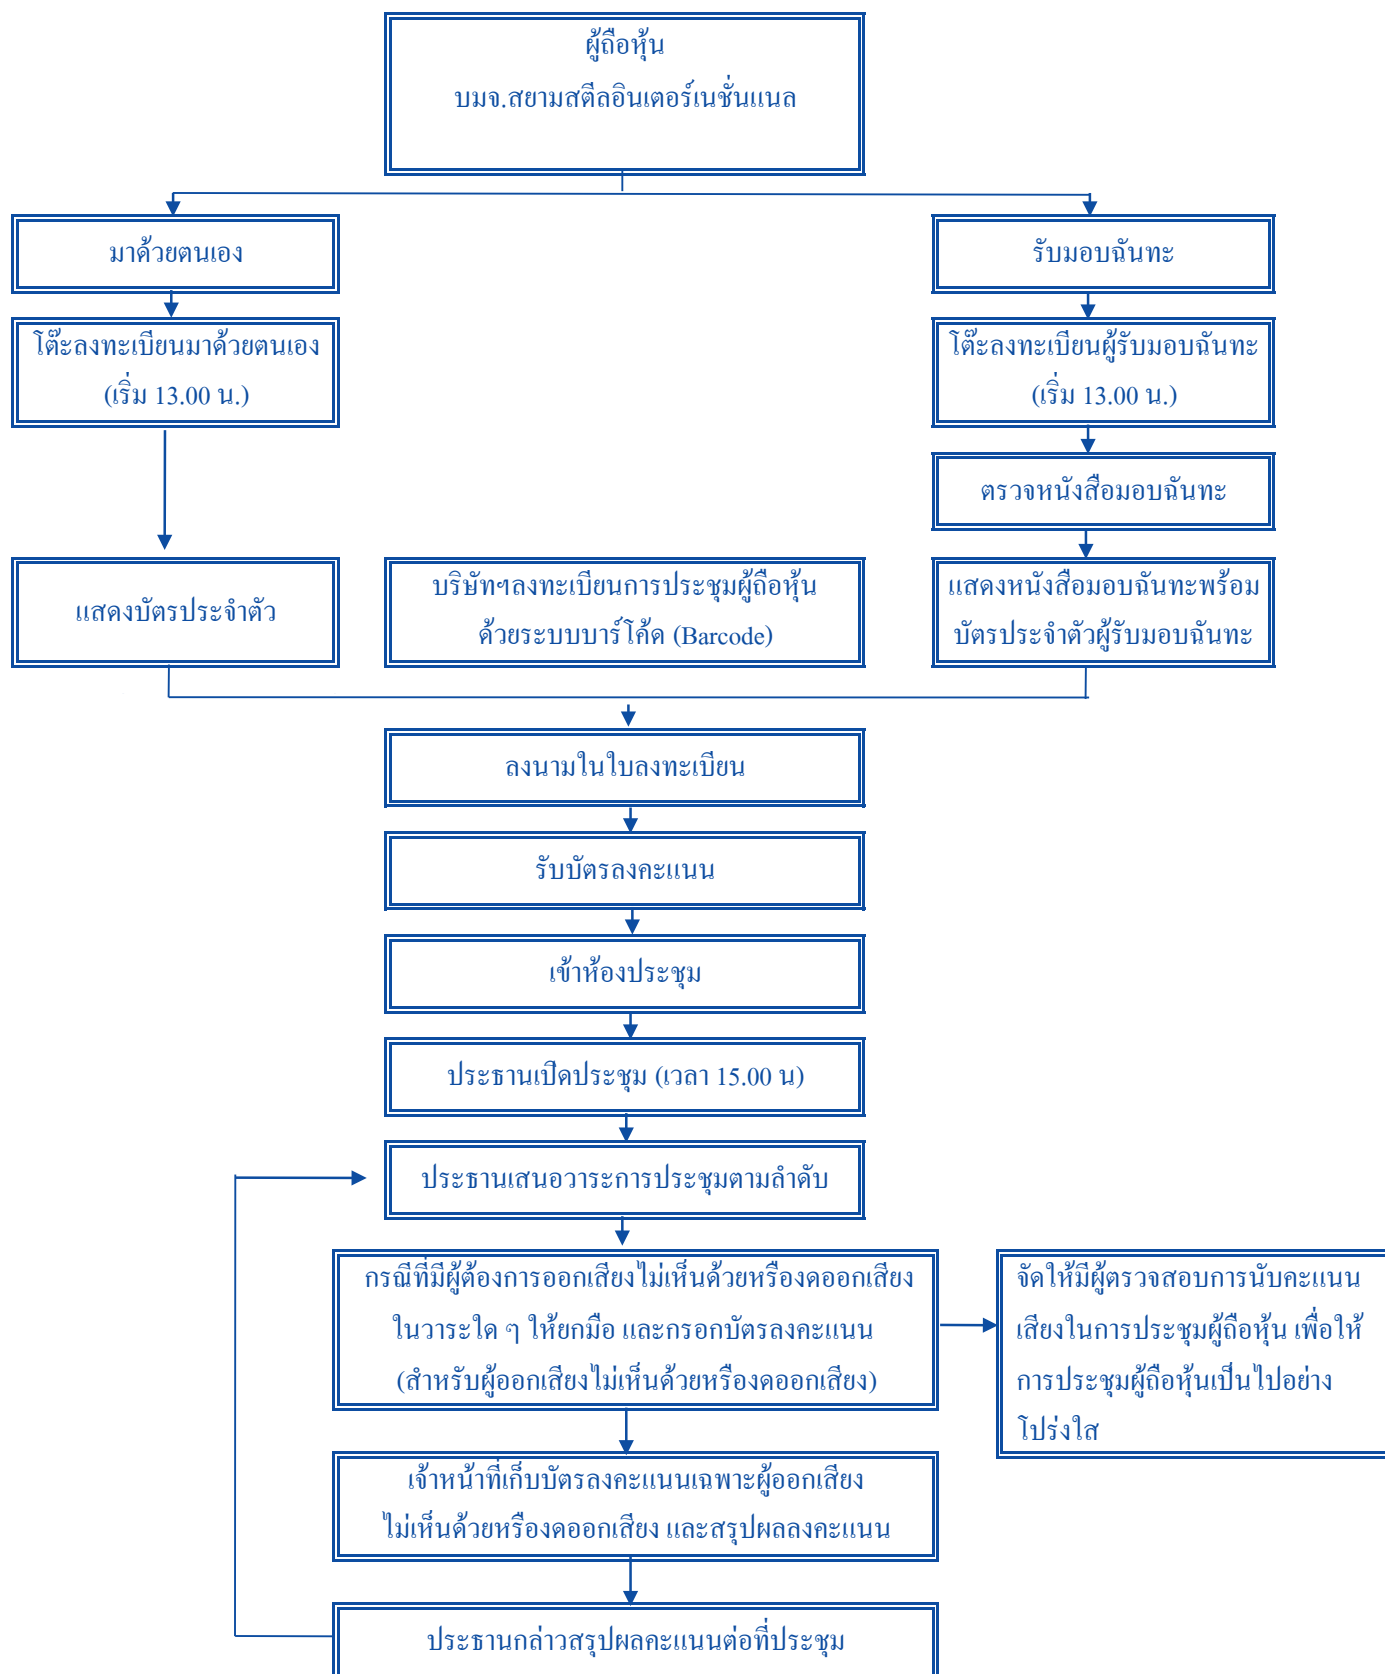 ผู้ถือหุ้น
บมจ.สยามสตีลอินเตอร์เนชั่นแนล
มาด้วยตนเอง
รับมอบฉันทะ
โต๊ะลงทะเบียนมาด้วยตนเอง
(เริ่ม 13.00 น.)
โต๊ะลงทะเบียนผู้รับมอบฉันทะ
(เริ่ม 13.00 น.)
ตรวจหนังสือมอบฉันทะ
แสดงบัตรประจำตัว
บริษัทฯลงทะเบียนการประชุมผู้ถือหุ้น
ด้วยระบบบาร์โค้ด (Barcode)
แสดงหนังสือมอบฉันทะพร้อม
บัตรประจำตัวผู้รับมอบฉันทะ
ลงนามในใบลงทะเบียน
รับบัตรลงคะแนน
เข้าห้องประชุม
ประธานเปิดประชุม (เวลา 15.00 น)
ประธานเสนอวาระการประชุมตามลำดับ
กรณีที่มีผู้ต้องการออกเสียงไม่เห็นด้วยหรืองดออกเสียง
ในวาระใด ๆ ให้ยกมือ และกรอกบัตรลงคะแนน
(สำหรับผู้ออกเสียงไม่เห็นด้วยหรืองดออกเสียง)
จัดให้มีผู้ตรวจสอบการนับคะแนน
เสียงในการประชุมผู้ถือหุ้น เพื่อให้
การประชุมผู้ถือหุ้นเป็นไปอย่าง
โปร่งใส
เจ้าหน้าที่เก็บบัตรลงคะแนนเฉพาะผู้ออกเสียง
ไม่เห็นด้วยหรืองดออกเสียง และสรุปผลลงคะแนน
ประธานกล่าวสรุปผลคะแนนต่อที่ประชุม